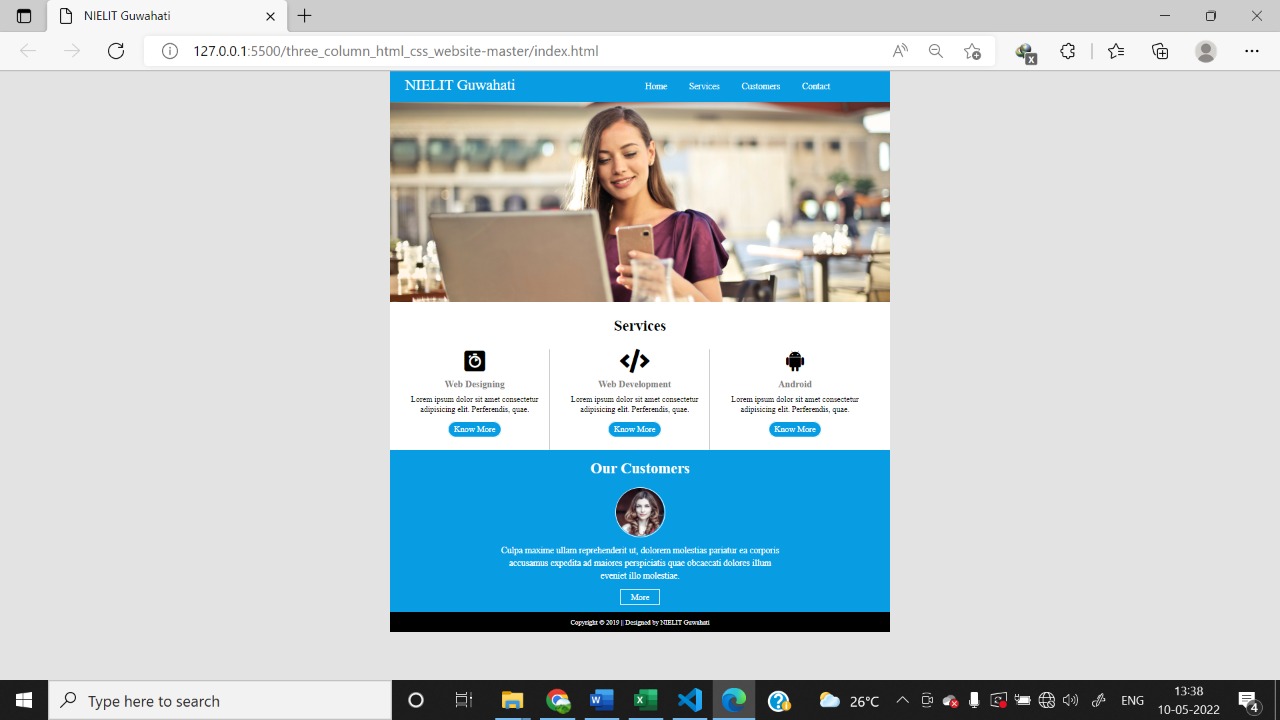 NIELIT Guwahati
127.0.0.1:5500/three_column_html_css_website-master/index.html
NIELIT Guwahati
Home Services Customers Contact
Services
Web Designing
Lorem ipsum dolor sit amet consectetur
adipisicing elit. Perferendis, quae.
Know More
Web Development
Lorem ipsum dolor sit amet consectetur
adipisicing elit. Perferendis, quae.
Know More
Android
Lorem ipsum dolor sit amet consectetur
adipisicing elit. Perferendis, quae.
Know More
Our Customers
Culpa maxime ullam reprehenderit ut, dolorem molestias pariatur ea corporis
accusamus expedita ad maiores perspiciatis quae obcaecati dolores illum
eveniet illo molestiae.
More
Copyright © 2019 || Designed by NIELIT Guwahati
Type here to search
26°C
ENG
13:38
10-05-2022
4